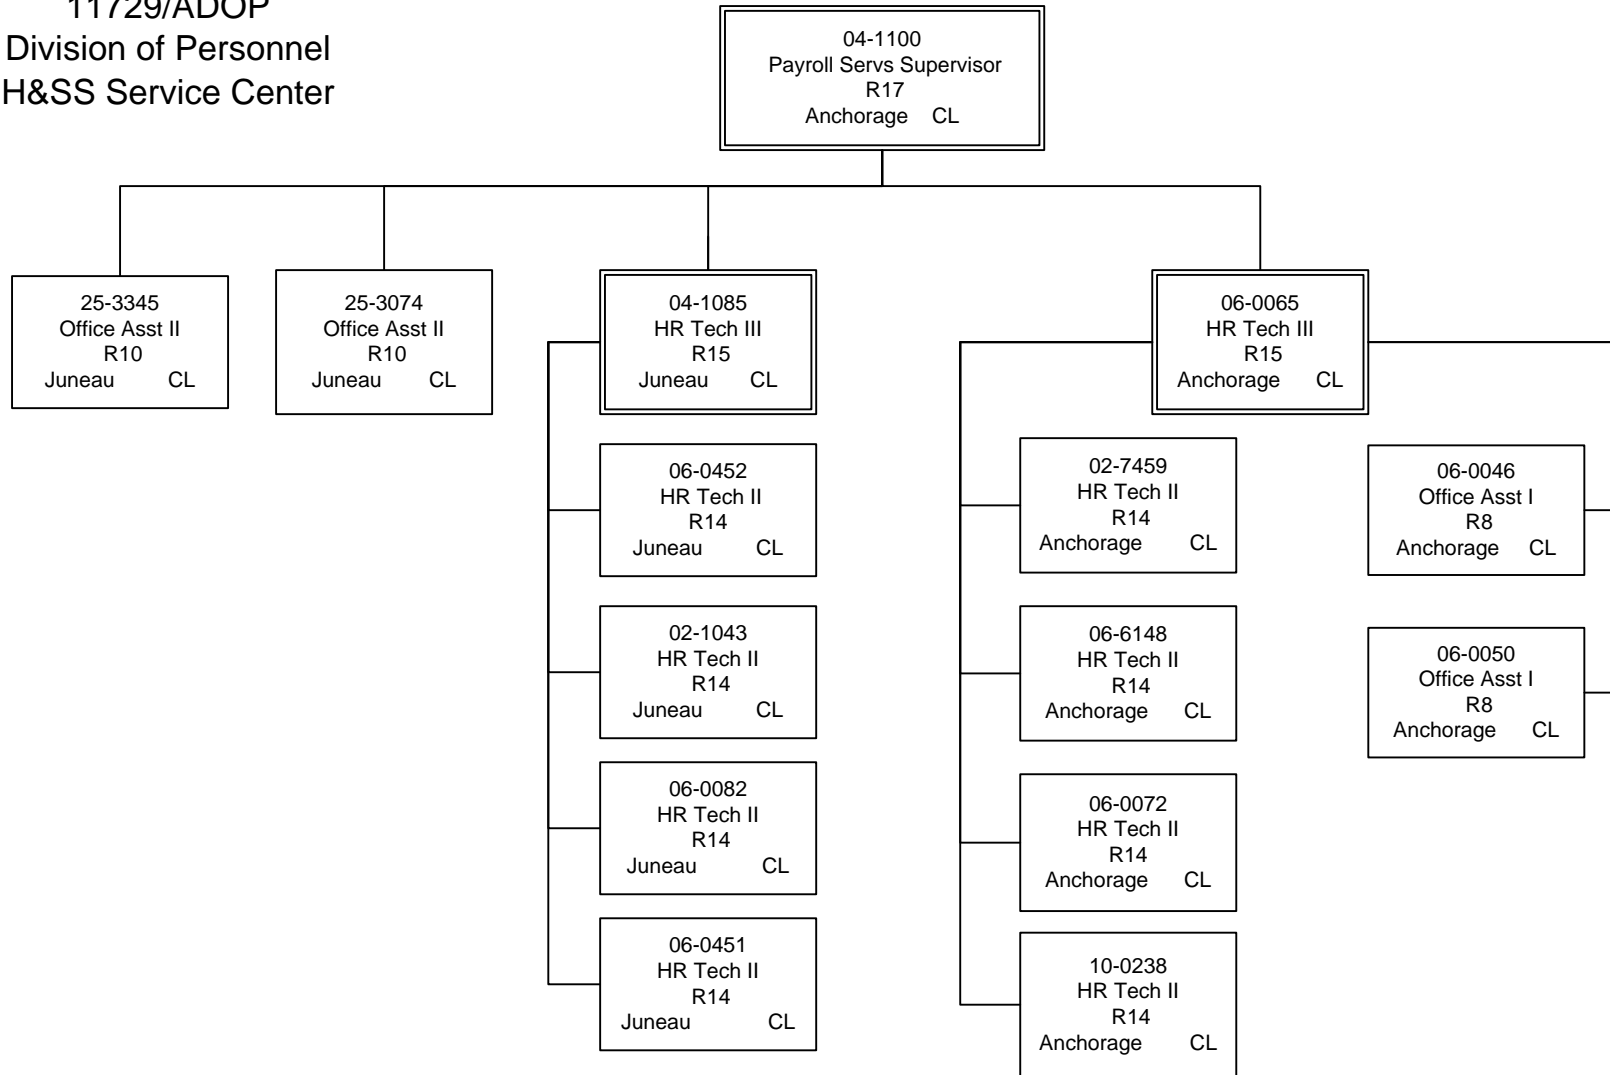 11729/ADOP
Division of Personnel
H&SS Service Center
04-1100
Payroll Servs Supervisor
R17
Anchorage CL
25-3345
Office Asst II
R10
Juneau CL
25-3074
Office Asst II
R10
Juneau CL
04-1085
HR Tech III
R15
Juneau CL
06-0065
HR Tech III
R15
Anchorage CL
06-0452
HR Tech II
R14
Juneau CL
02-1043
HR Tech II
R14
Juneau CL
06-0082
HR Tech II
R14
Juneau CL
06-0451
HR Tech II
R14
Juneau CL
02-7459
HR Tech II
R14
Anchorage CL
06-6148
HR Tech II
R14
Anchorage CL
06-0072
HR Tech II
R14
Anchorage CL
10-0238
HR Tech II
R14
Anchorage CL
06-0046
Office Asst I
R8
Anchorage CL
06-0050
Office Asst I
R8
Anchorage CL